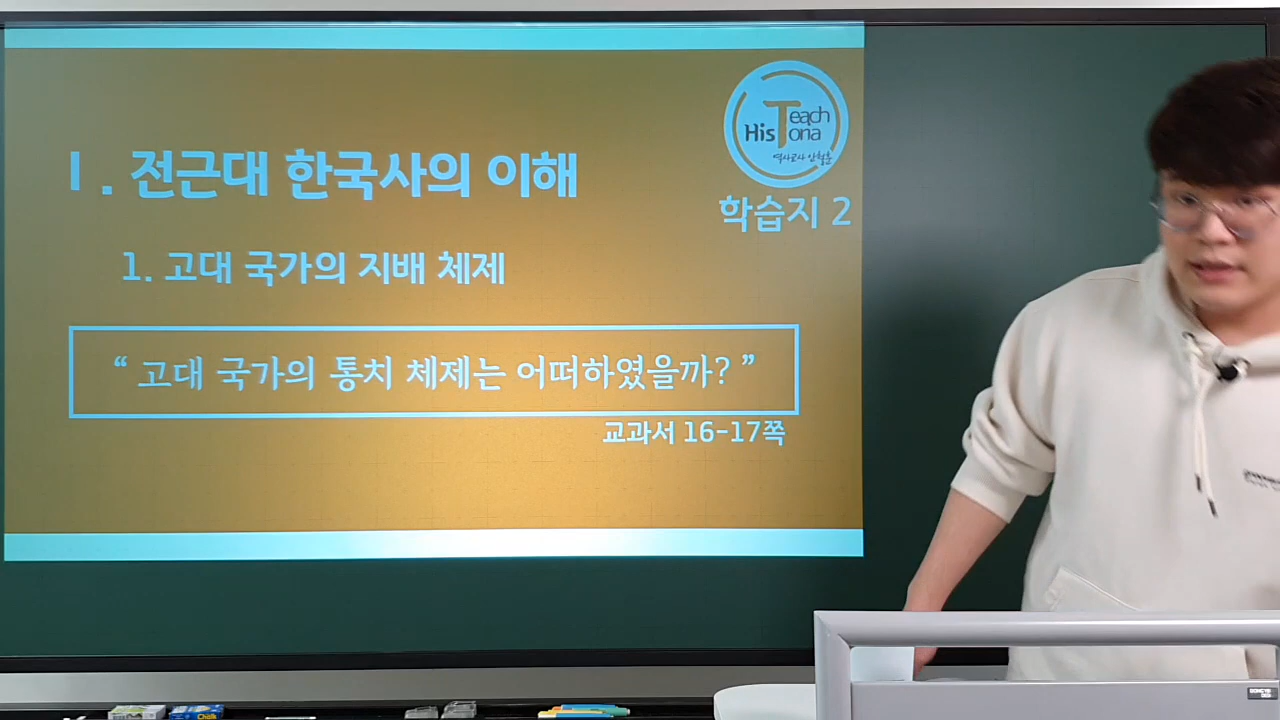 Ⅰ. 전근대 한국사의 이해
Teach
His Toria
학습지 2
1. 고대 국가의 지배 체제
“ 고대 국가의 통치 체제는 어떠하였을까? ”
교과서 16-17쪽
Chalk